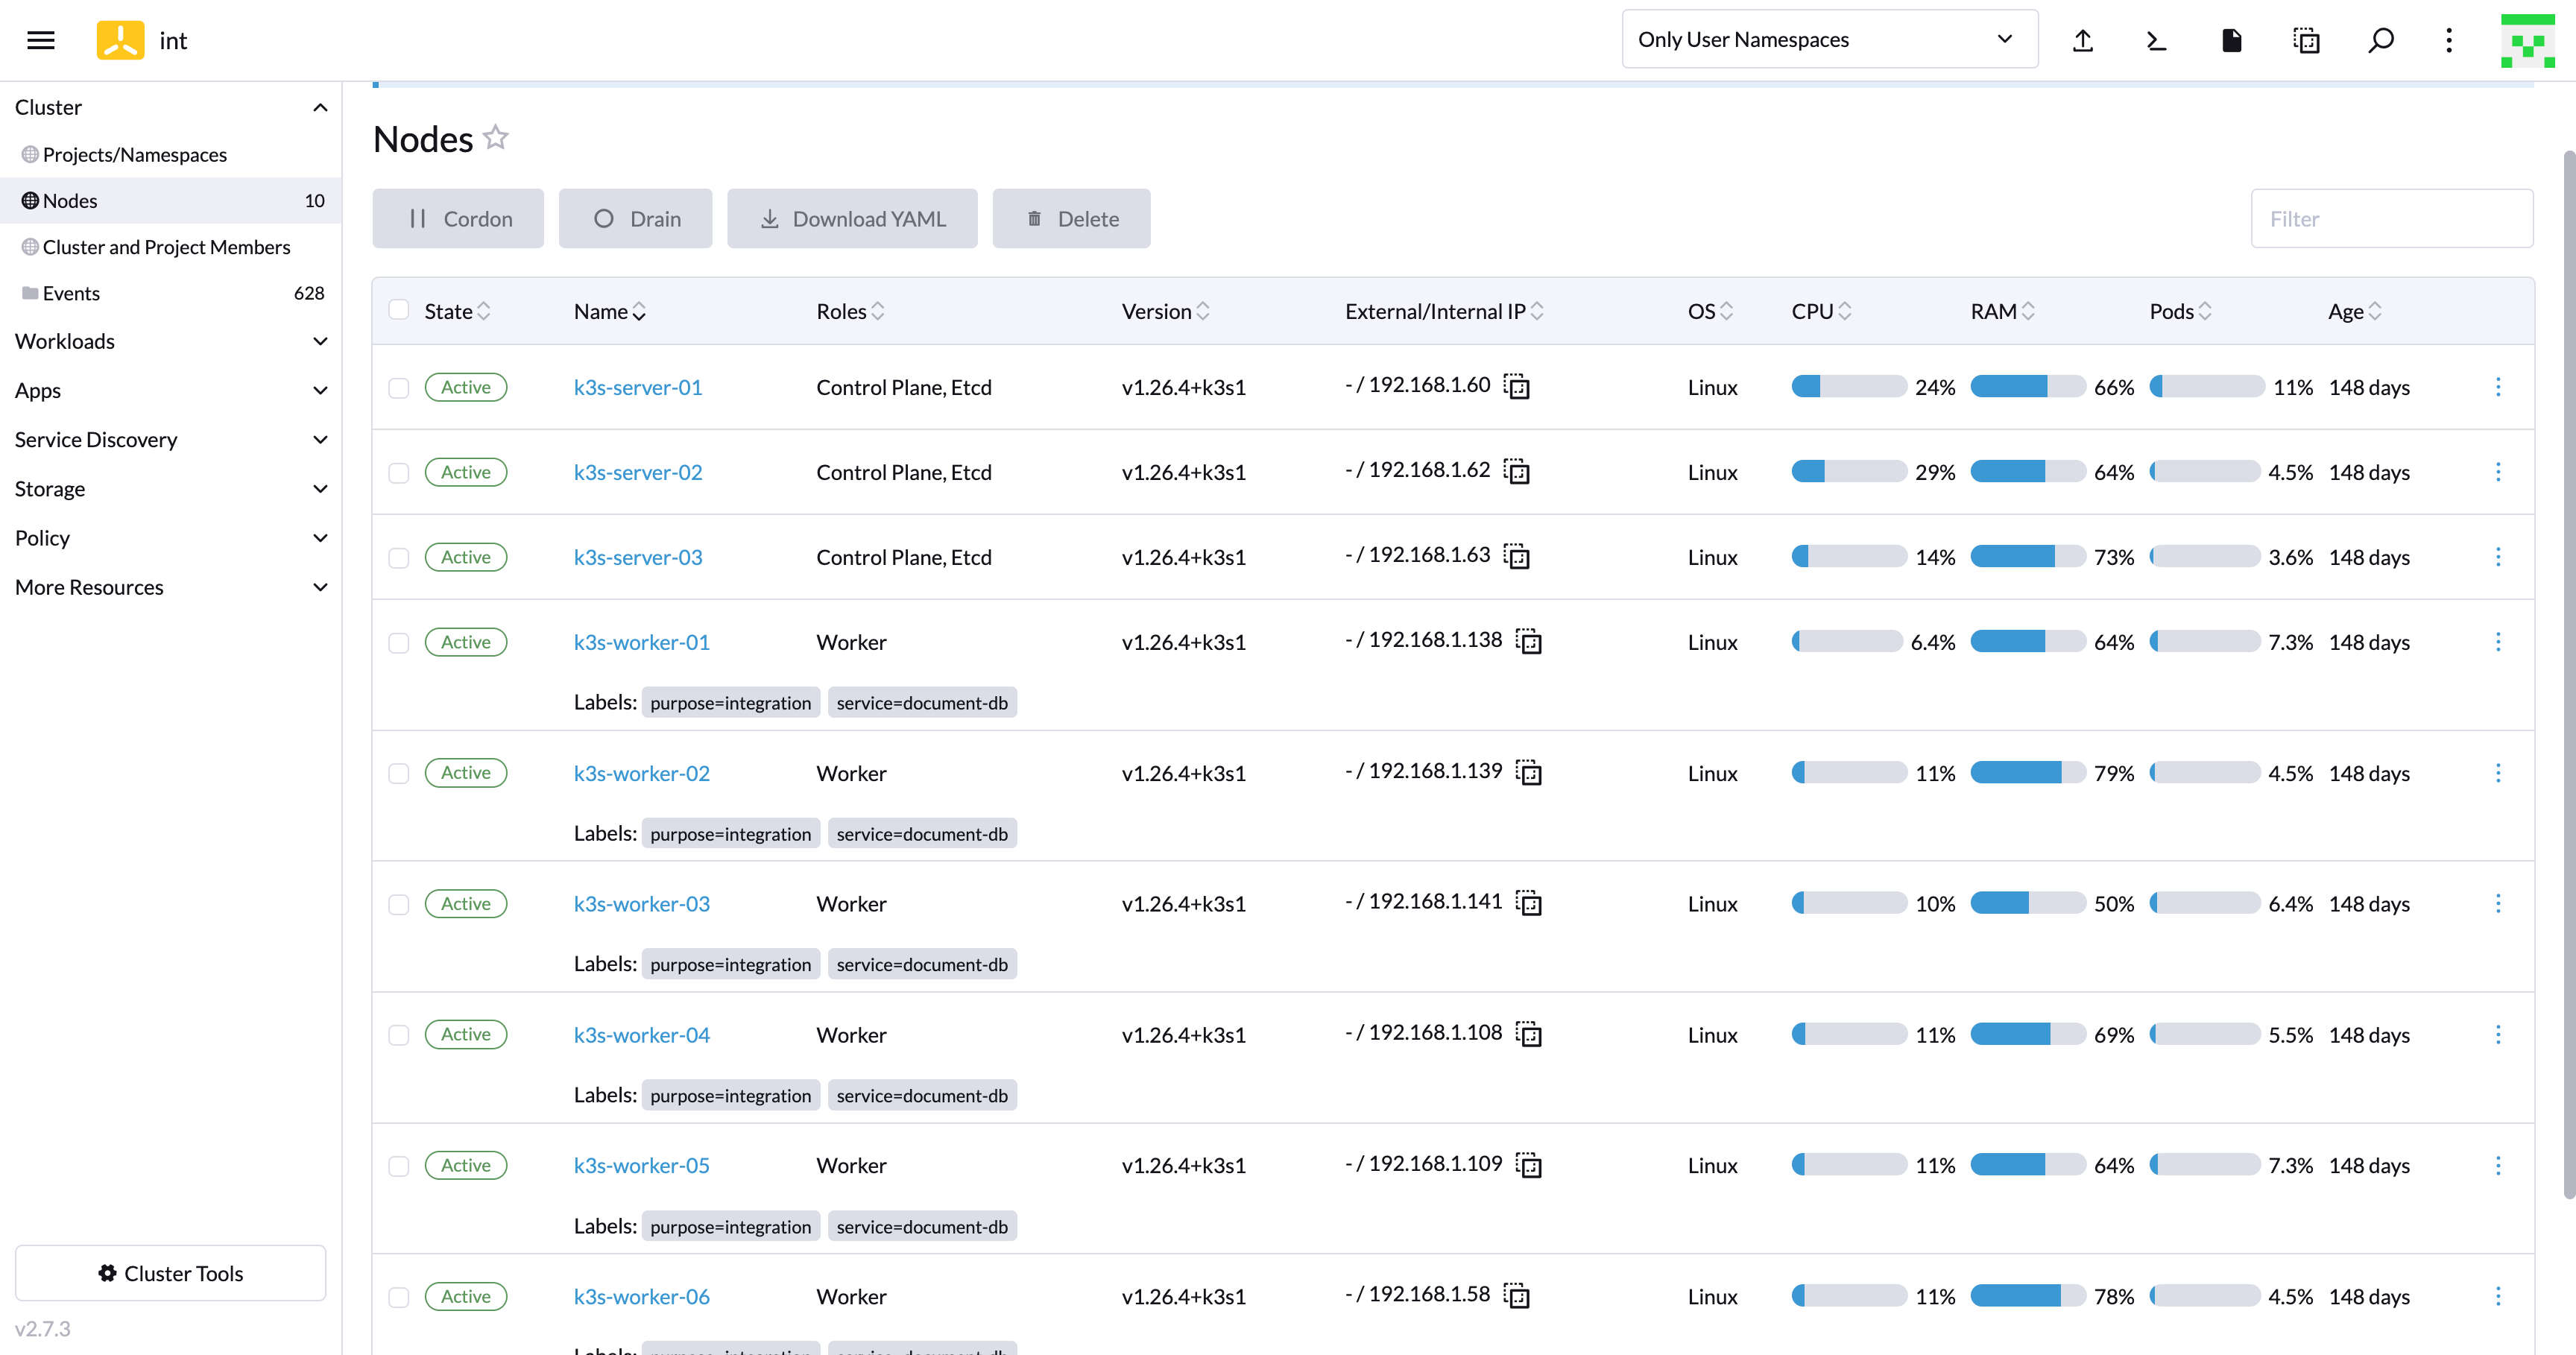 int
Only User Namespaces
Cluster
Projects/Namespaces
Nodes 10
Cluster and Project Members
Events 628
Workloads
Apps
Service Discovery
Storage
Policy
More Resources
Cluster Tools
v2.7.3
Nodes
Cordon Drain Download YAML Delete Filter
State Name Roles Version External/Internal IP OS CPU RAM Pods Age
Active k3s-server-01 Control Plane, Etcd v1.26.4+k3s1 - / 192.168.1.60 Linux 24% 66% 11% 148 days
Active k3s-server-02 Control Plane, Etcd v1.26.4+k3s1 - / 192.168.1.62 Linux 29% 64% 4.5% 148 days
Active k3s-server-03 Control Plane, Etcd v1.26.4+k3s1 - / 192.168.1.63 Linux 14% 73% 3.6% 148 days
Active k3s-worker-01 Worker v1.26.4+k3s1 - / 192.168.1.138 Linux 6.4% 64% 7.3% 148 days
Labels: purpose=integration service=document-db
Active k3s-worker-02 Worker v1.26.4+k3s1 - / 192.168.1.139 Linux 11% 79% 4.5% 148 days
Labels: purpose=integration service=document-db
Active k3s-worker-03 Worker v1.26.4+k3s1 - / 192.168.1.141 Linux 10% 50% 6.4% 148 days
Labels: purpose=integration service=document-db
Active k3s-worker-04 Worker v1.26.4+k3s1 - / 192.168.1.108 Linux 11% 69% 5.5% 148 days
Labels: purpose=integration service=document-db
Active k3s-worker-05 Worker v1.26.4+k3s1 - / 192.168.1.109 Linux 11% 64% 7.3% 148 days
Labels: purpose=integration service=document-db
Active k3s-worker-06 Worker v1.26.4+k3s1 - / 192.168.1.58 Linux 11% 78% 4.5% 148 days
Labels: purpose=integration service=document-db